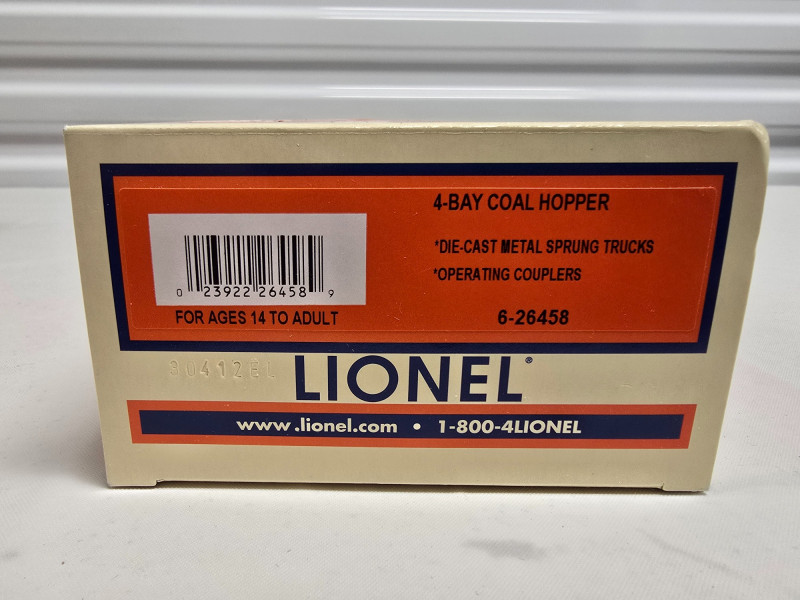 4-BAY COAL HOPPER
*DIE-CAST METAL SPRUNG TRUCKS
*OPERATING COUPLERS
0 23922 26458 9
FOR AGES 14 TO ADULT
6-26458
LIONEL®
www.lionel.com • 1-800-4LIONEL